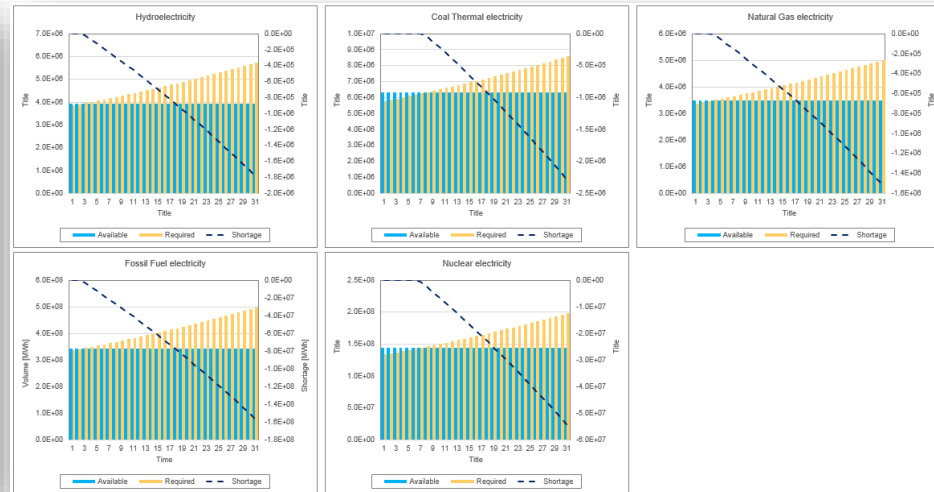 Hydroelectricity
7.0E+06
6.0E+06
5.0E+06
4.0E+06
3.0E+06
2.0E+06
1.0E+06
0.0E+00
Title
0.0E+00
-2.0E+05
-4.0E+05
-6.0E+05
-8.0E+05
-1.0E+06
-1.2E+06
-1.4E+06
-1.6E+06
-1.8E+06
-2.0E+06
Title
1 3 5 7 9 11 13 15 17 19 21 23 25 27 29 31
Title
Available Required Shortage
Coal Thermal electricity
1.0E+07
9.0E+06
8.0E+06
7.0E+06
6.0E+06
5.0E+06
4.0E+06
3.0E+06
2.0E+06
1.0E+06
0.0E+00
Title
0.0E+00
-5.0E+05
-1.0E+06
-1.5E+06
-2.0E+06
-2.5E+06
Title
1 3 5 7 9 11 13 15 17 19 21 23 25 27 29 31
Title
Available Required Shortage
Natural Gas electricity
6.0E+06
5.0E+06
4.0E+06
3.0E+06
2.0E+06
1.0E+06
0.0E+00
Title
0.0E+00
-2.0E+05
-4.0E+05
-6.0E+05
-8.0E+05
-1.0E+06
-1.2E+06
-1.4E+06
-1.6E+06
Title
1 3 5 7 9 11 13 15 17 19 21 23 25 27 29 31
Title
Available Required Shortage
Fossil Fuel electricity
6.0E+08
5.0E+08
4.0E+08
3.0E+08
2.0E+08
1.0E+08
0.0E+00
Volume [MWh]
0.0E+00
-2.0E+07
-4.0E+07
-6.0E+07
-8.0E+07
-1.0E+08
-1.2E+08
-1.4E+08
-1.6E+08
-1.8E+08
Shortage [MWh]
1 3 5 7 9 11 13 15 17 19 21 23 25 27 29 31
Time
Available Required Shortage
Nuclear electricity
2.5E+08
2.0E+08
1.5E+08
1.0E+08
5.0E+07
0.0E+00
Title
0.0E+00
-1.0E+07
-2.0E+07
-3.0E+07
-4.0E+07
-5.0E+07
-6.0E+07
Title
1 3 5 7 9 11 13 15 17 19 21 23 25 27 29 31
Title
Available Required Shortage